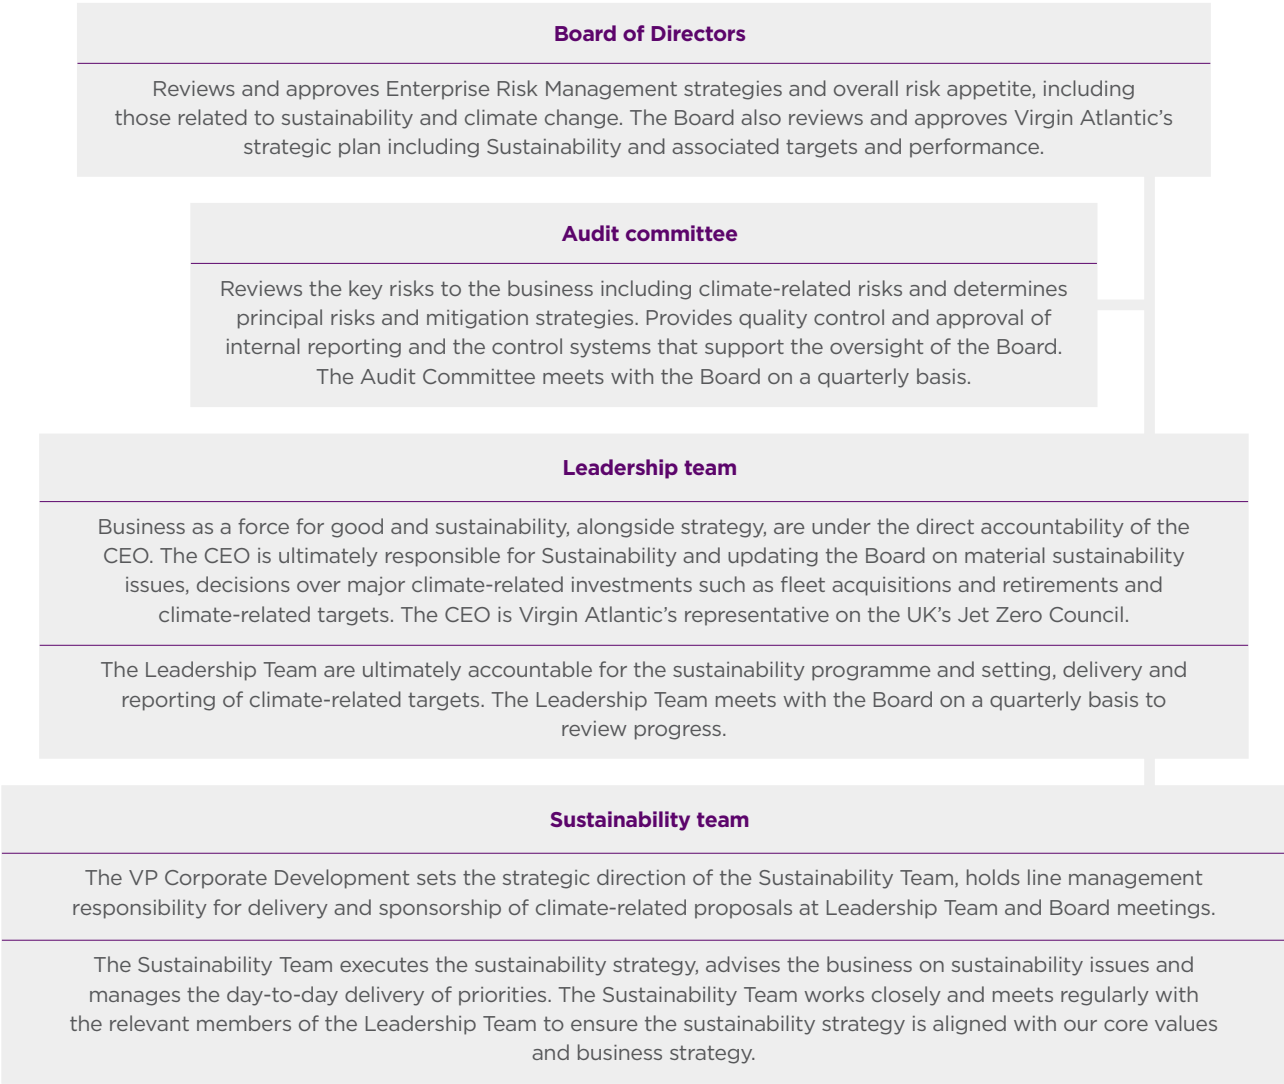 Board of Directors
Reviews and approves Enterprise Risk Management strategies and overall risk appetite, including
those related to sustainability and climate change. The Board also reviews and approves Virgin Atlantic’s
strategic plan including Sustainability and associated targets and performance.
Audit committee
Reviews the key risks to the business including climate-related risks and determines
principal risks and mitigation strategies. Provides quality control and approval of
internal reporting and the control systems that support the oversight of the Board.
The Audit Committee meets with the Board on a quarterly basis.
Leadership team
Business as a force for good and sustainability, alongside strategy, are under the direct accountability of the
CEO. The CEO is ultimately responsible for Sustainability and updating the Board on material sustainability
issues, decisions over major climate-related investments such as fleet acquisitions and retirements and
climate-related targets. The CEO is Virgin Atlantic’s representative on the UK’s Jet Zero Council.
The Leadership Team are ultimately accountable for the sustainability programme and setting, delivery and
reporting of climate-related targets. The Leadership Team meets with the Board on a quarterly basis to
review progress.
Sustainability team
The VP Corporate Development sets the strategic direction of the Sustainability Team, holds line management
responsibility for delivery and sponsorship of climate-related proposals at Leadership Team and Board meetings.
The Sustainability Team executes the sustainability strategy, advises the business on sustainability issues and
manages the day-to-day delivery of priorities. The Sustainability Team works closely and meets regularly with
the relevant members of the Leadership Team to ensure the sustainability strategy is aligned with our core values
and business strategy.